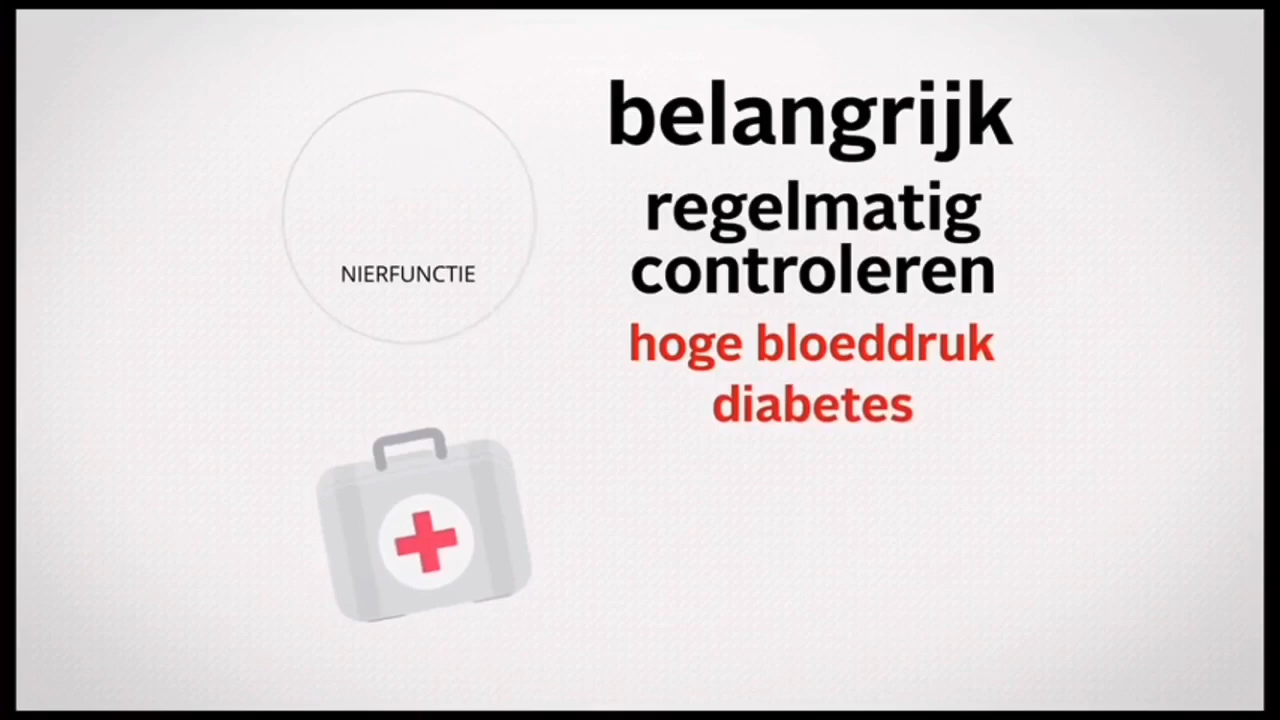 belangrijk
regelmatig
controleren
NIERFUNCTIE
hoge bloeddruk
diabetes